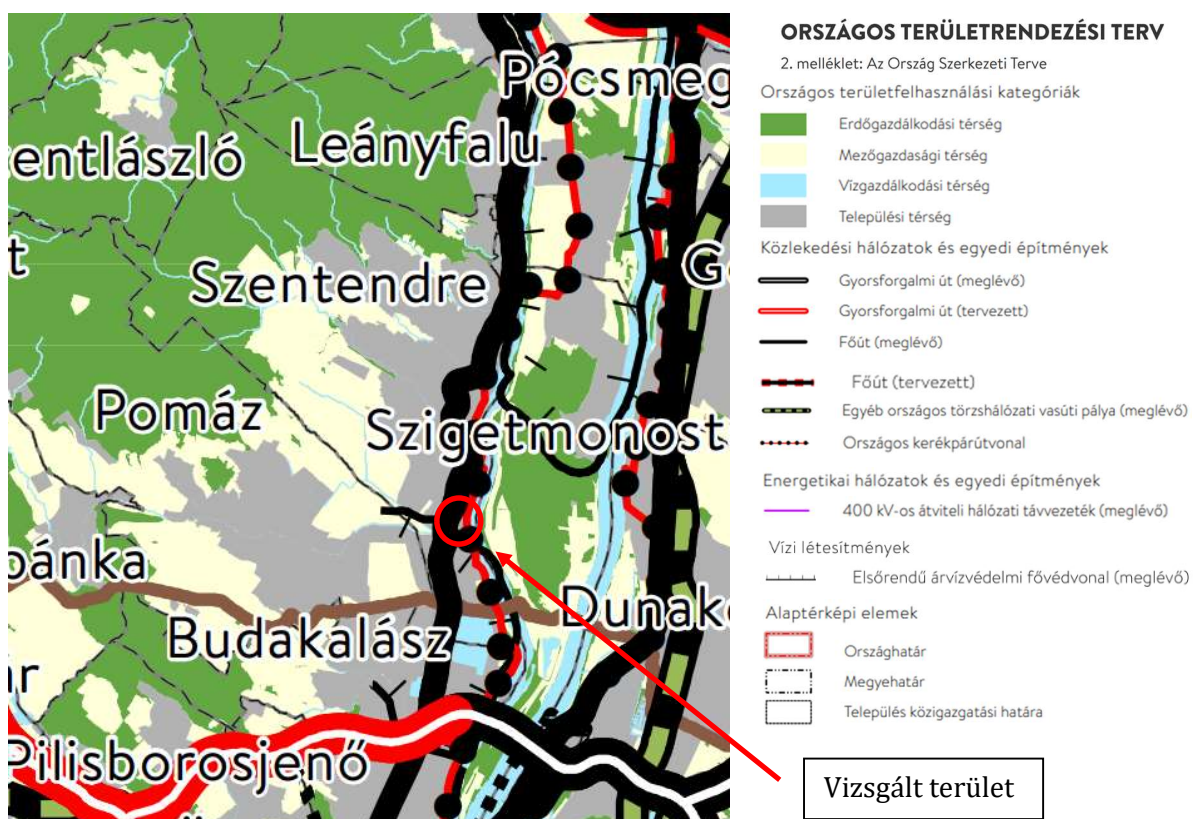 Pócsmeg
entlászló
Leányfalu
t
Szentendre
G
Pomáz
Szigetmonost
bánka
Dunak
Budakalász
ár
Pilisborosjenő
ORSZÁGOS TERÜLETRENDEZÉSI TERV
2. melléklet: Az Ország Szerkezeti Terve
Országos területfelhasználási kategóriák
Erdőgazdálkodási térség
Mezőgazdasági térség
Vízgazdálkodási térség
Települési térség
Közlekedési hálózatok és egyedi építmények
Gyorsforgalmi út (meglévő)
Gyorsforgalmi út (tervezett)
Főút (meglévő)
Főút (tervezett)
Egyéb országos törzshálózati vasúti pálya (meglévő)
Országos kerékpárútvonal
Energetikai hálózatok és egyedi építmények
400 kV-os átviteli hálózati távvezeték (meglévő)
Vízi létesítmények
Elsőrendű árvízvédelmi fővédvonal (meglévő)
Alaptérképi elemek
Országhatár
Megyehatár
Település közigazgatási határa
Vizsgált terület